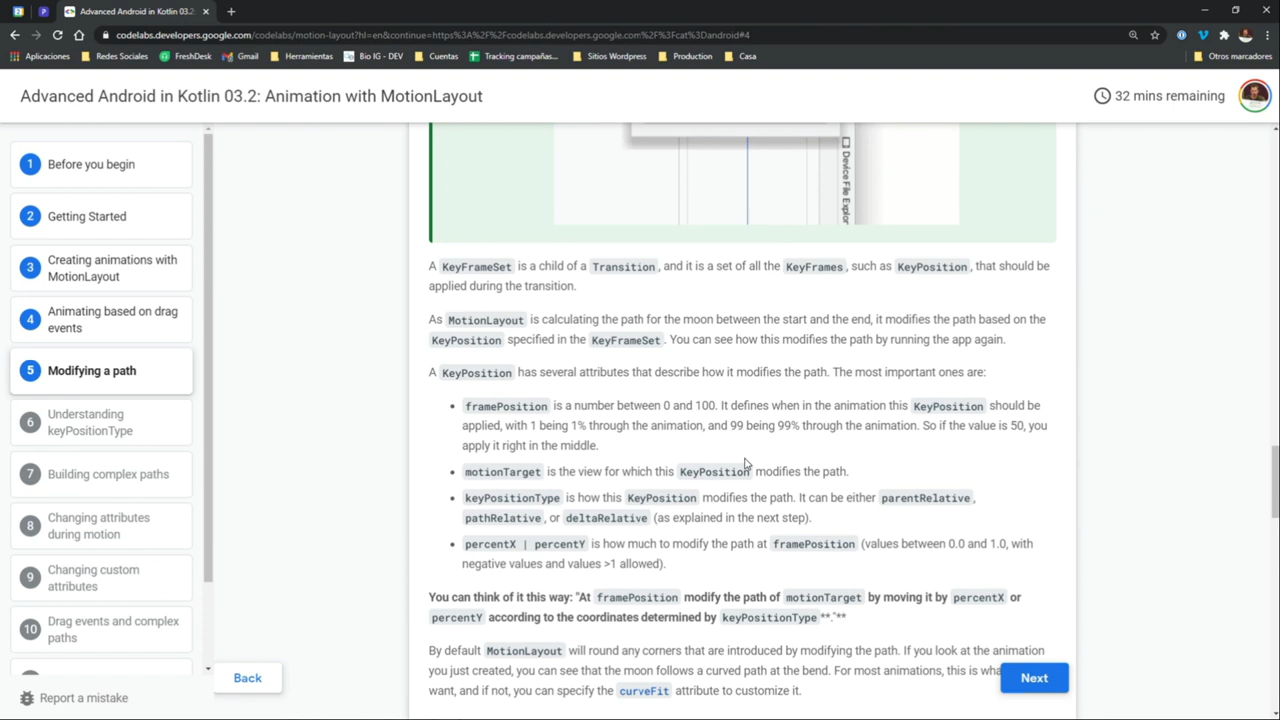 Advanced Android in Kotlin 03.2:
codelabs.developers.google.com/codelabs/motion-layout?hl=en&continue=https%3A%2F%2Fcodelabs.developers.google.com%2F%3Fcat%3Dandroid#4
Aplicaciones Redes Sociales FreshDesk Gmail Herramientas Bio IG - DEV Cuentas Tracking campañas... Sitios Wordpress Production Casa Otros marcadores
Advanced Android in Kotlin 03.2: Animation with MotionLayout
32 mins remaining
1 Before you begin
2 Getting Started
3 Creating animations with
MotionLayout
4 Animating based on drag
events
5 Modifying a path
6 Understanding
keyPositionType
7 Building complex paths
8 Changing attributes
during motion
9 Changing custom
attributes
10 Drag events and complex
paths
Report a mistake
Device File Explor
A KeyFrameSet is a child of a Transition, and it is a set of all the KeyFrames, such as KeyPosition, that should be
applied during the transition.
As MotionLayout is calculating the path for the moon between the start and the end, it modifies the path based on the
KeyPosition specified in the KeyFrameSet. You can see how this modifies the path by running the app again.
A KeyPosition has several attributes that describe how it modifies the path. The most important ones are:
• framePosition is a number between 0 and 100. It defines when in the animation this KeyPosition should be
applied, with 1 being 1% through the animation, and 99 being 99% through the animation. So if the value is 50, you
apply it right in the middle.
• motionTarget is the view for which this KeyPosition modifies the path.
• keyPositionType is how this KeyPosition modifies the path. It can be either parentRelative,
pathRelative, or deltaRelative (as explained in the next step).
• percentX | percentY is how much to modify the path at framePosition (values between 0.0 and 1.0, with
negative values and values >1 allowed).
You can think of it this way: "At framePosition modify the path of motionTarget by moving it by percentX or
percentY according to the coordinates determined by keyPositionType**."**
By default MotionLayout will round any corners that are introduced by modifying the path. If you look at the animation
you just created, you can see that the moon follows a curved path at the bend. For most animations, this is wha
want, and if not, you can specify the curveFit attribute to customize it.
Back
Next